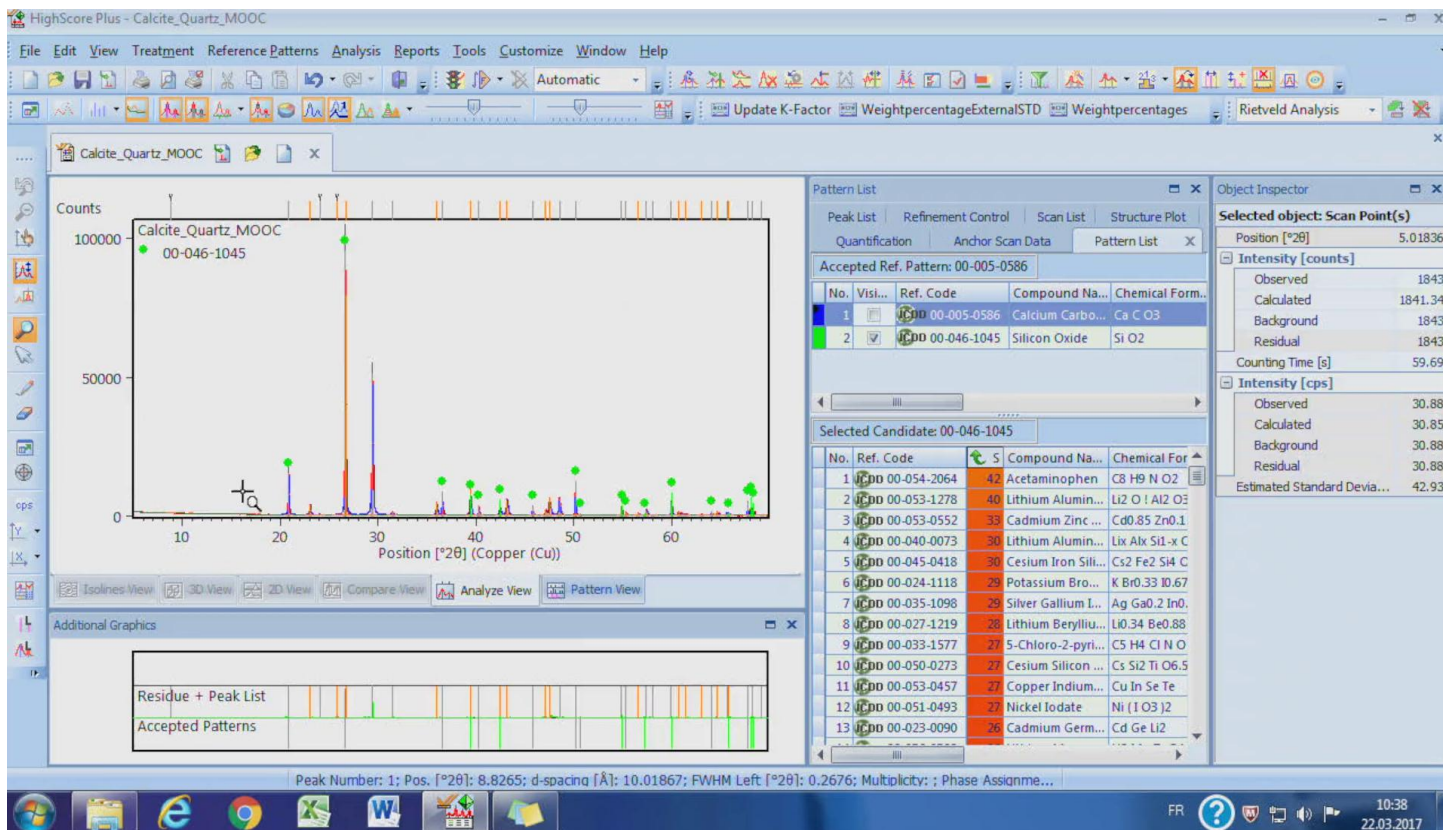 HighScore Plus - Calcite_Quartz_MOOC
File Edit View Treatment Reference Patterns Analysis Reports Tools Customize Window Help
Automatic
Update K-Factor WeightpercentageExternalSTD Weightpercentages Rietveld Analysis
Calcite_Quartz_MOOC
Counts
Calcite_Quartz_MOOC
00-046-1045
100000
50000
0
10 20 30 40 50 60
Position [°2θ] (Copper (Cu))
Isolines View 3D View 2D View Compare View Analyze View Pattern View
Additional Graphics
Residue + Peak List
Accepted Patterns
cps
Pattern List
Peak List Refinement Control Scan List Structure Plot
Quantification Anchor Scan Data Pattern List
Accepted Ref. Pattern: 00-005-0586
No. Visi... Ref. Code Compound Na... Chemical Form..
1 00-005-0586 Calcium Carbo... Ca C O3
2 00-046-1045 Silicon Oxide Si O2
Selected Candidate: 00-046-1045
No. Ref. Code S Compound Na... Chemical For
1 00-054-2064 42 Acetaminophen C8 H9 N O2
2 00-053-1278 40 Lithium Alumin... Li2 O ! Al2 O3
3 00-053-0552 33 Cadmium Zinc ... Cd0.85 Zn0.1
4 00-040-0073 30 Lithium Alumin... Lix Alx Si1-x C
5 00-045-0418 30 Cesium Iron Sili... Cs2 Fe2 Si4 C
6 00-024-1118 29 Potassium Bro... K Br0.33 I0.67
7 00-035-1098 29 Silver Gallium I... Ag Ga0.2 In0.
8 00-027-1219 28 Lithium Berylliu... Li0.34 Be0.88
9 00-033-1577 27 5-Chloro-2-pyri... C5 H4 Cl N O
10 00-050-0273 27 Cesium Silicon ... Cs Si2 Ti O6.5
11 00-053-0457 27 Copper Indium... Cu In Se Te
12 00-051-0493 27 Nickel Iodate Ni ( I O3 )2
13 00-023-0090 26 Cadmium Germ... Cd Ge Li2
Object Inspector
Selected object: Scan Point(s)
Position [°2θ] 5.01836
Intensity [counts]
Observed 1843
Calculated 1841.34
Background 1843
Residual 1843
Counting Time [s] 59.69
Intensity [cps]
Observed 30.88
Calculated 30.85
Background 30.88
Residual 30.88
Estimated Standard Devia... 42.93
Peak Number: 1; Pos. [°2θ]: 8.8265; d-spacing [Å]: 10.01867; FWHM Left [°2θ]: 0.2676; Multiplicity: ; Phase Assignme...
FR
10:38
22.03.2017